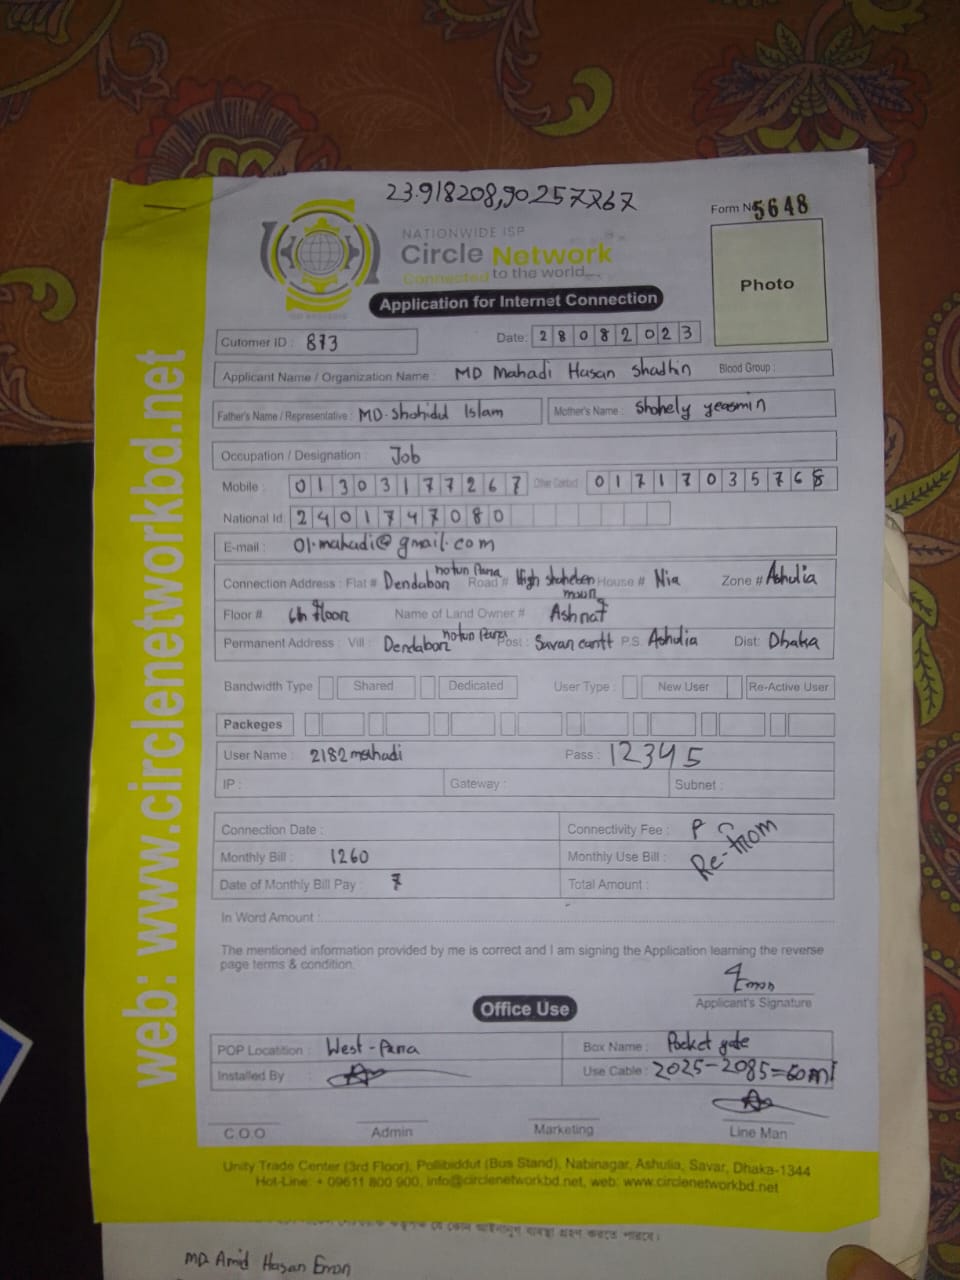 23.918208,90.257867
Form No 5648
NATIONWIDE ISP
Circle Network
Connected to the world...
Photo
Application for Internet Connection
Cutomer ID : 873
Date: 28082023
Applicant Name / Organization Name : MD Mahadi Hasan Shadhin Blood Group :
Father's Name / Representative : MD. Shahidul Islam Mother's Name : Shohely yeasmin
Occupation / Designation : Job
Mobile : 01303177267 Other Contact 01717035768
National Id: 2401747080
E-mail : 01.mahadi@gmail.com
Connection Address : Flat # Dendabon notun Para Road # High House # Nia Zone # Ashulia
Floor # 6th floor Name of Land Owner # Ashraf
Permanent Address : Vill : Dendabon notun Para Post : Savar cantt P.S Ashulia Dist: Dhaka
Bandwidth Type Shared Dedicated User Type : New User Re-Active User
Packeges
User Name : 2182mahadi Pass : 12345
IP : Gateway : Subnet :
Connection Date : Connectivity Fee : P
Monthly Bill : 1260 Monthly Use Bill : Re-from
Date of Monthly Bill Pay : 7 Total Amount :
In Word Amount :
The mentioned information provided by me is correct and I am signing the Application learning the reverse
page terms & condition.
Emon
Applicant's Signature
Office Use
POP Locatition : West-Para Box Name : Pocket gate
Installed By : Use Cable : 2025-2085=60ml
C.O.O Admin Marketing Line Man
Unity Trade Center (3rd Floor), Pollibiddut (Bus Stand), Nabinagar, Ashulia, Savar, Dhaka-1344
Hot-Line: + 09611 800 900, info@circlenetworkbd.net, web: www.circlenetworkbd.net
web: www.circlenetworkbd.net
MD. Amid Hasan Emon